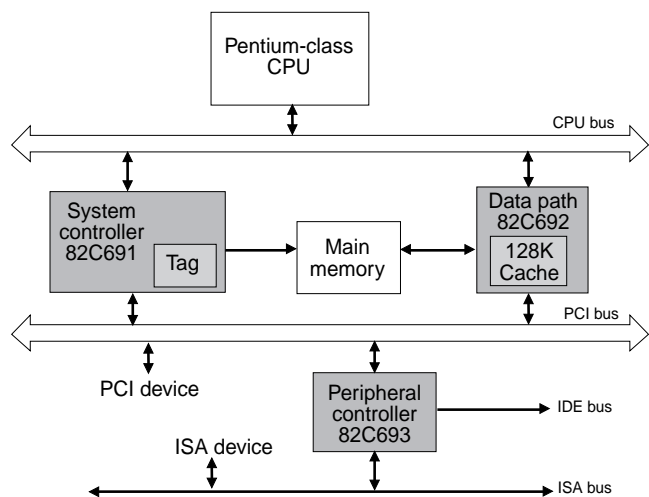 Pentium-class
CPU
CPU bus
System
controller
82C691
Tag
Main
memory
Data path
82C692
128K
Cache
PCI bus
PCI device
Peripheral
controller
82C693
IDE bus
ISA device
ISA bus